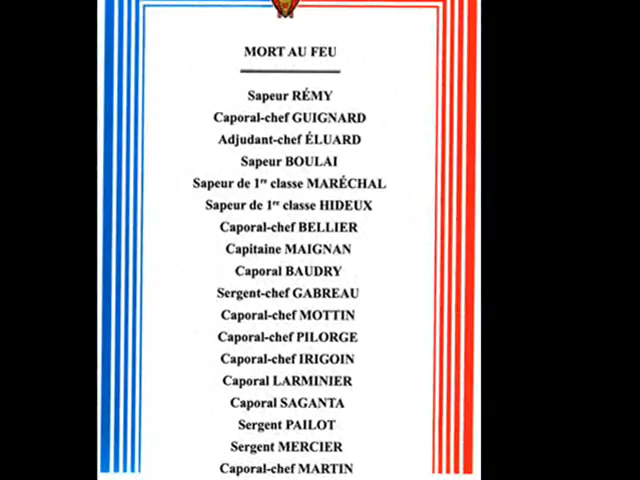 MORT AU FEU
Sapeur RÉMY
Caporal-chef GUIGNARD
Adjudant-chef ÉLUARD
Sapeur BOULAI
Sapeur de 1re classe MARÉCHAL
Sapeur de 1re classe HIDEUX
Caporal-chef BELLIER
Capitaine MAIGNAN
Caporal BAUDRY
Sergent-chef GABREAU
Caporal-chef MOTTIN
Caporal-chef PILORGE
Caporal-chef IRIGOIN
Caporal LARMINIER
Caporal SAGANTA
Sergent PAILOT
Sergent MERCIER
Caporal-chef MARTIN